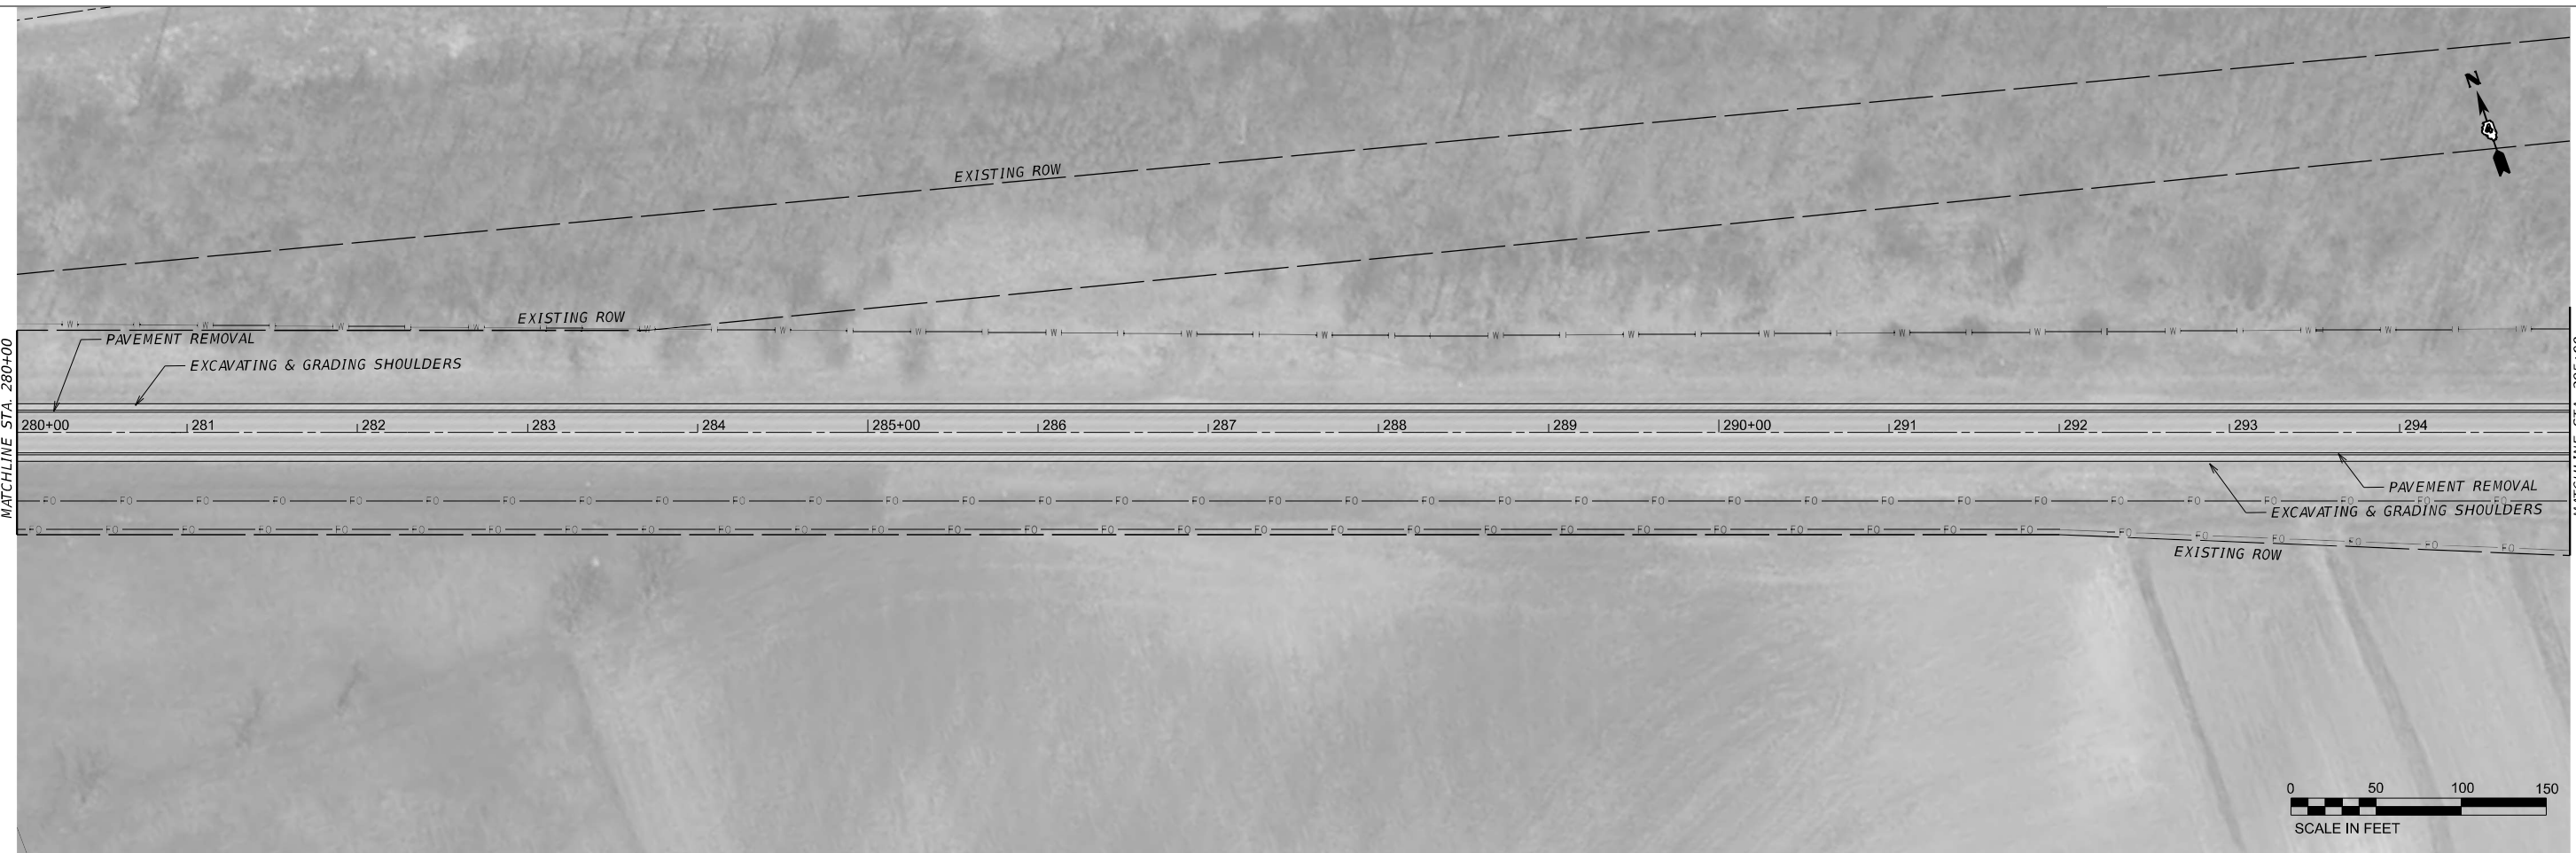 N
EXISTING ROW
EXISTING ROW
MATCHLINE STA. 280+00
PAVEMENT REMOVAL
EXCAVATING & GRADING SHOULDERS
280+00 281 282 283 284 285+00 286 287 288 289 290+00 291 292 293 294
PAVEMENT REMOVAL
EXCAVATING & GRADING SHOULDERS
EXISTING ROW
0 50 100 150
SCALE IN FEET